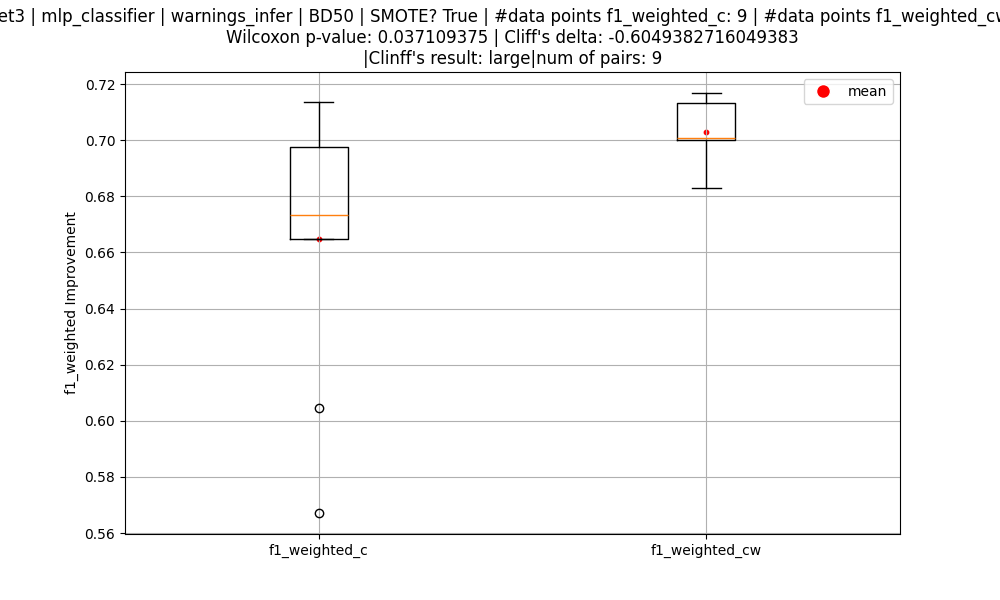 et3 | mlp_classifier | warnings_infer | BD50 | SMOTE? True | #data points f1_weighted_c: 9 | #data points f1_weighted_cw
Wilcoxon p-value: 0.037109375 | Cliff's delta: -0.6049382716049383
|Clinff's result: large|num of pairs: 9
mean
0.72
0.70
0.68
0.66
0.64
0.62
0.60
0.58
0.56
f1_weighted Improvement
f1_weighted_c
f1_weighted_cw